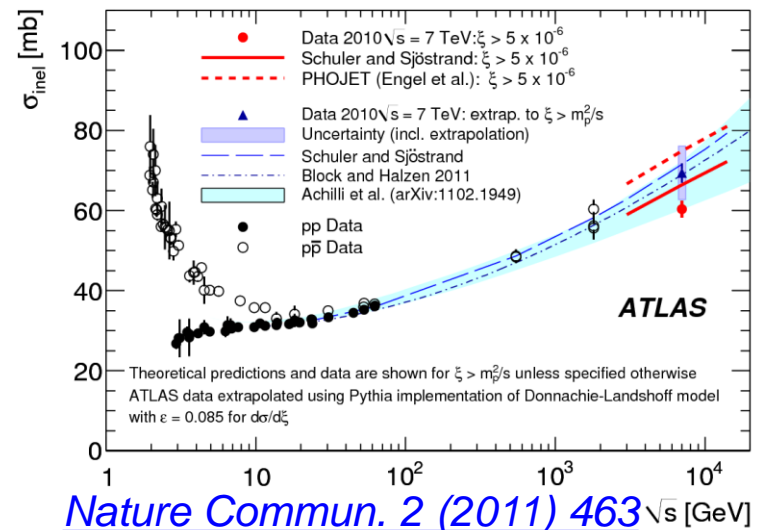 σ_inel [mb]
100
80
60
40
20
0
Data 2010 √s = 7 TeV: ξ > 5 x 10⁻⁶
Schuler and Sjöstrand: ξ > 5 x 10⁻⁶
PHOJET (Engel et al.): ξ > 5 x 10⁻⁶
Data 2010 √s = 7 TeV: extrap. to ξ > m²ₚ/s
Uncertainty (incl. extrapolation)
Schuler and Sjöstrand
Block and Halzen 2011
Achilli et al. (arXiv:1102.1949)
pp Data
pp̅ Data
ATLAS
Theoretical predictions and data are shown for ξ > m²ₚ/s unless specified otherwise
ATLAS data extrapolated using Pythia implementation of Donnachie-Landshoff model
with ε = 0.085 for dσ/dξ
1 10 10² 10³ 10⁴
Nature Commun. 2 (2011) 463 √s [GeV]